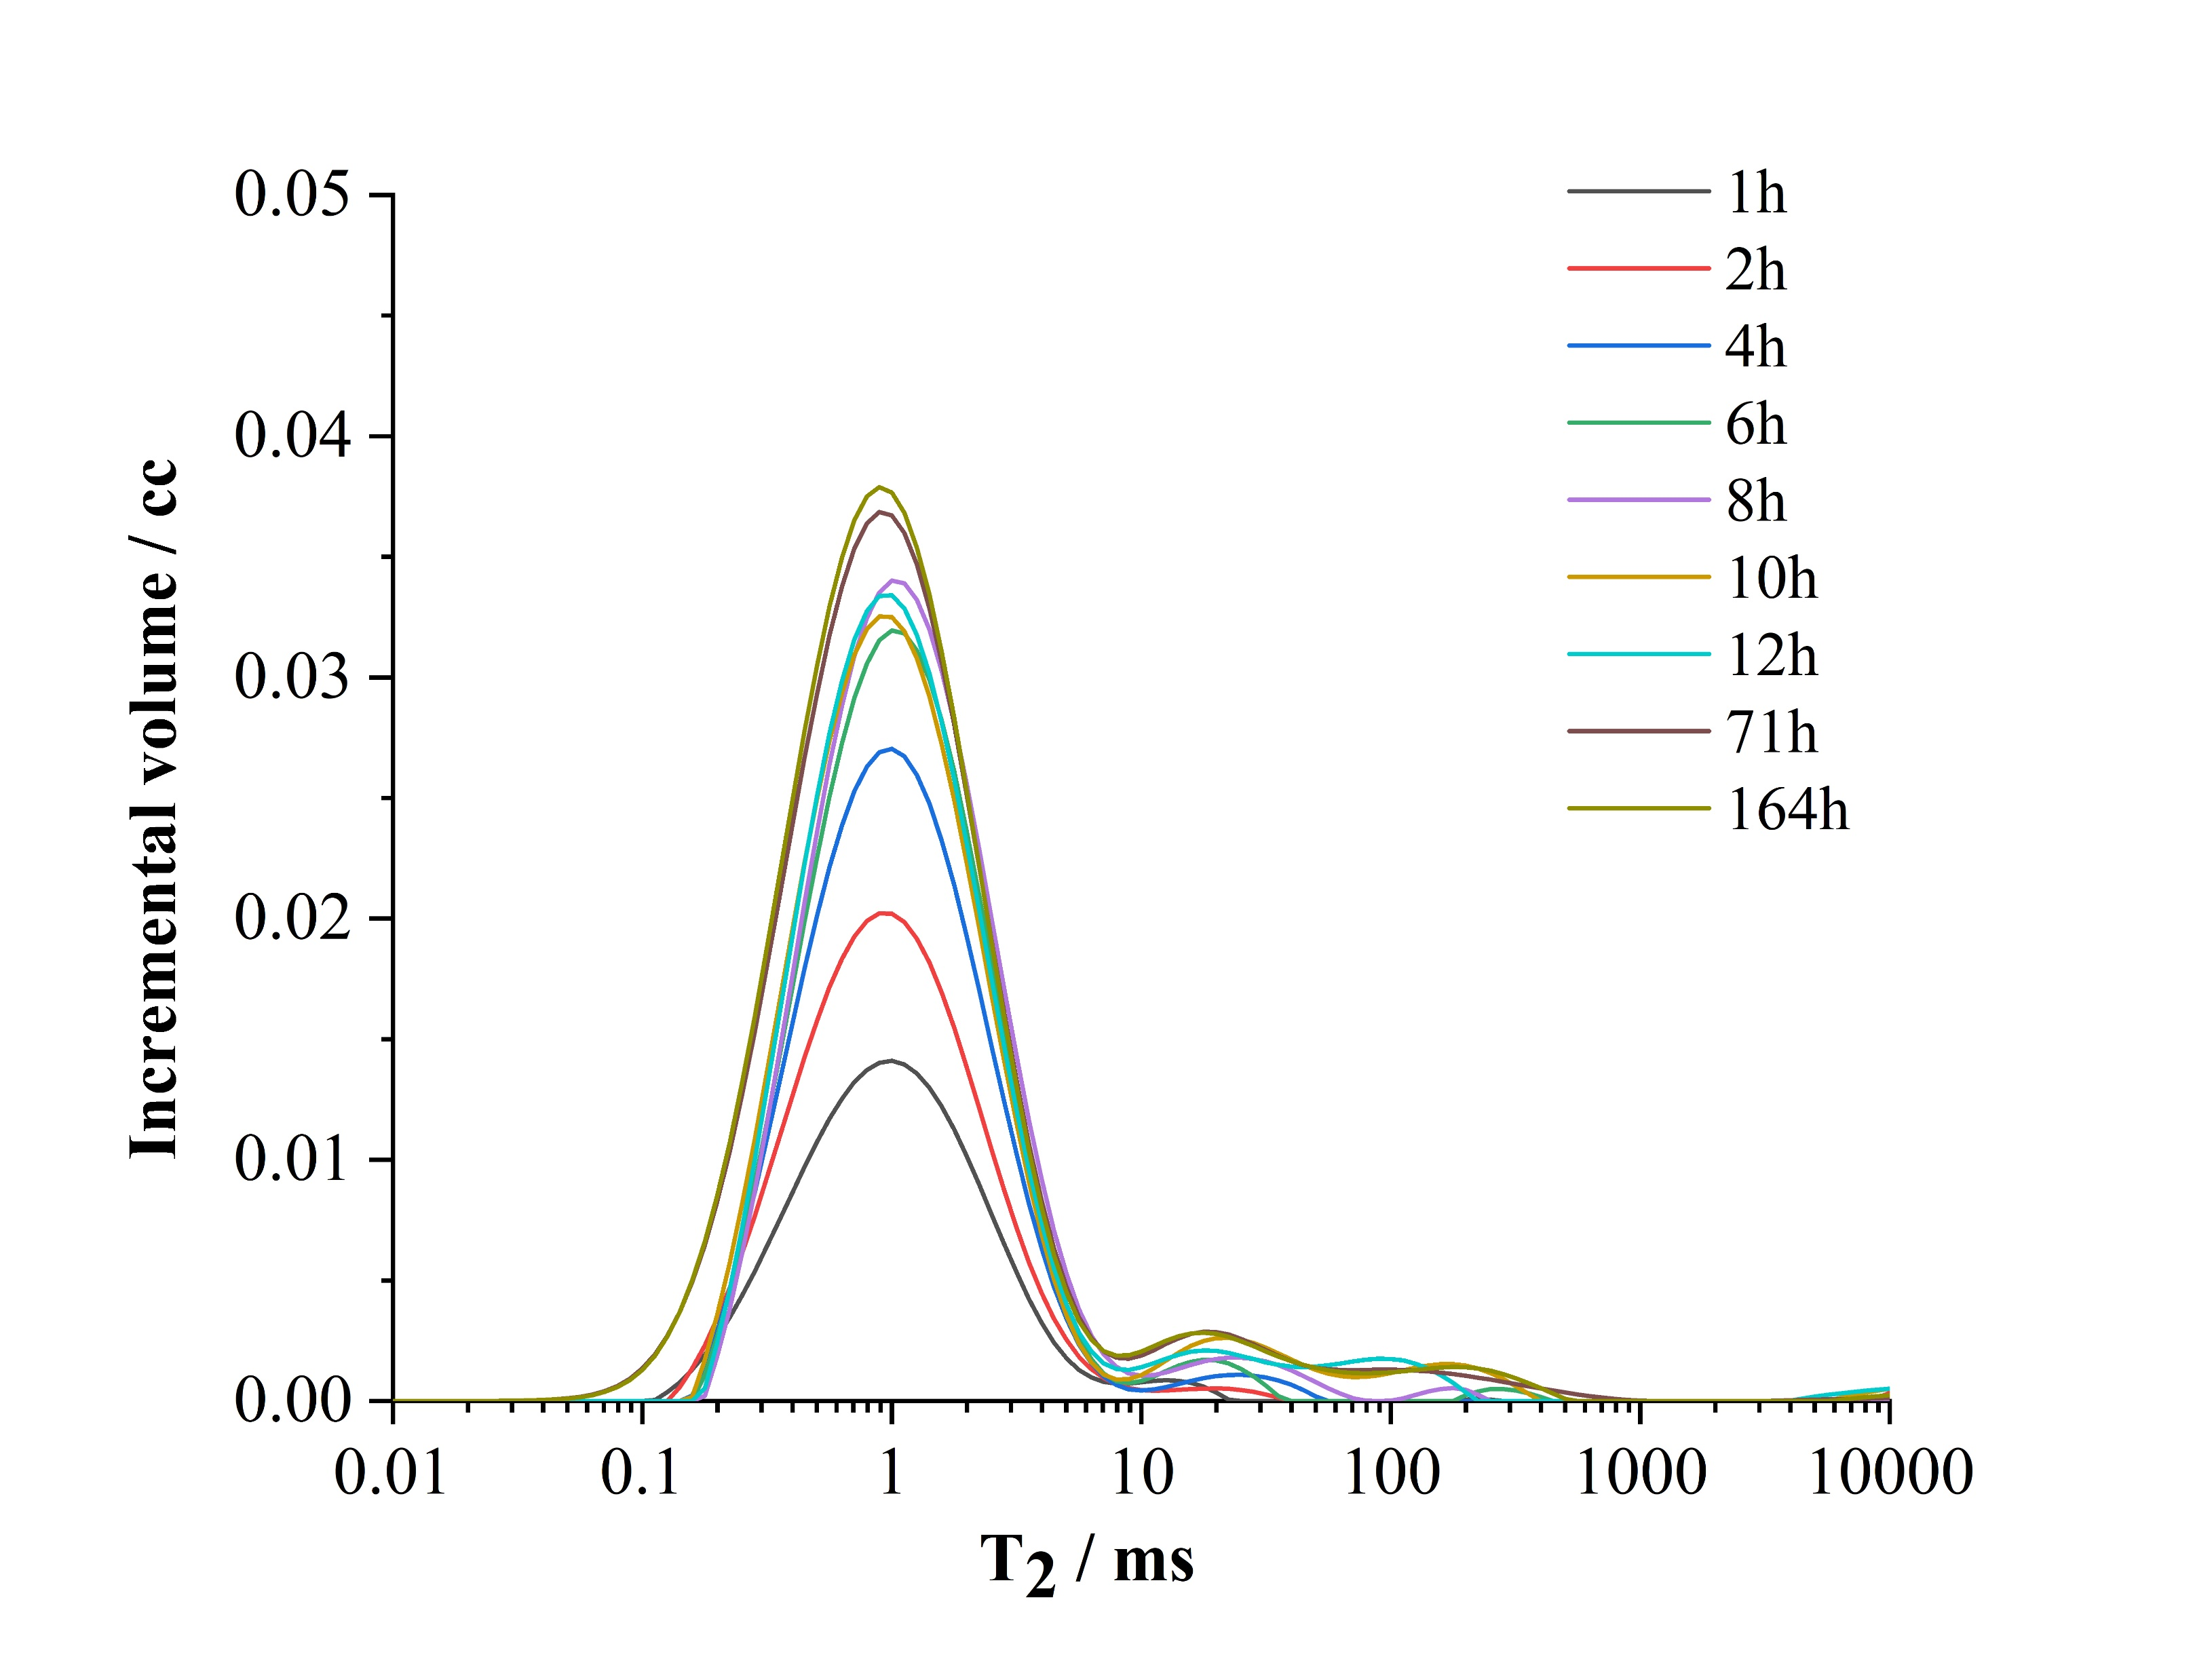 0.05
0.04
0.03
0.02
0.01
0.00
Incremental volume / cc
0.01 0.1 1 10 100 1000 10000
T₂ / ms
1h
2h
4h
6h
8h
10h
12h
71h
164h